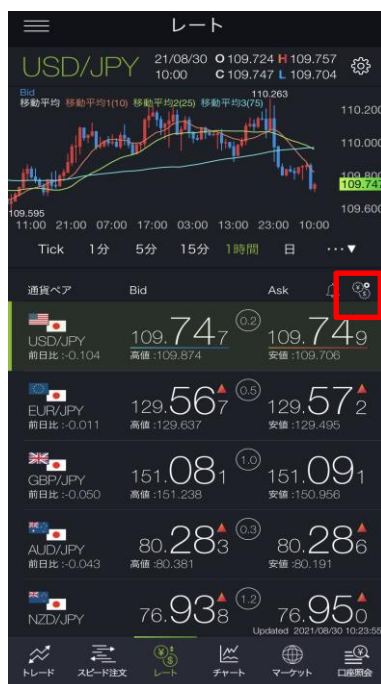 レート
USD/JPY 21/08/30 10:00 O 109.724 H 109.757 C 109.747 L 109.704
Bid
移動平均 移動平均1(10) 移動平均2(25) 移動平均3(75)
110.263
110.200
110.000
109.800
109.747
109.600
109.595
11:00 21:00 07:00 17:00 03:00 13:00 23:00 10:00
Tick 1分 5分 15分 1時間 日 …▼
通貨ペア Bid Ask
USD/JPY 109.747 0.2 109.749
前日比:-0.104 高値:109.874 安値:109.706
EUR/JPY 129.567 0.5 129.572
前日比:-0.011 高値:129.637 安値:129.495
GBP/JPY 151.081 1.0 151.091
前日比:-0.050 高値:151.238 安値:150.956
AUD/JPY 80.283 0.3 80.286
前日比:-0.043 高値:80.381 安値:80.191
NZD/JPY 76.938 1.2 76.950
Updated 2021/08/30 10:23:55
トレード スピード注文 レート チャート マーケット 口座照会